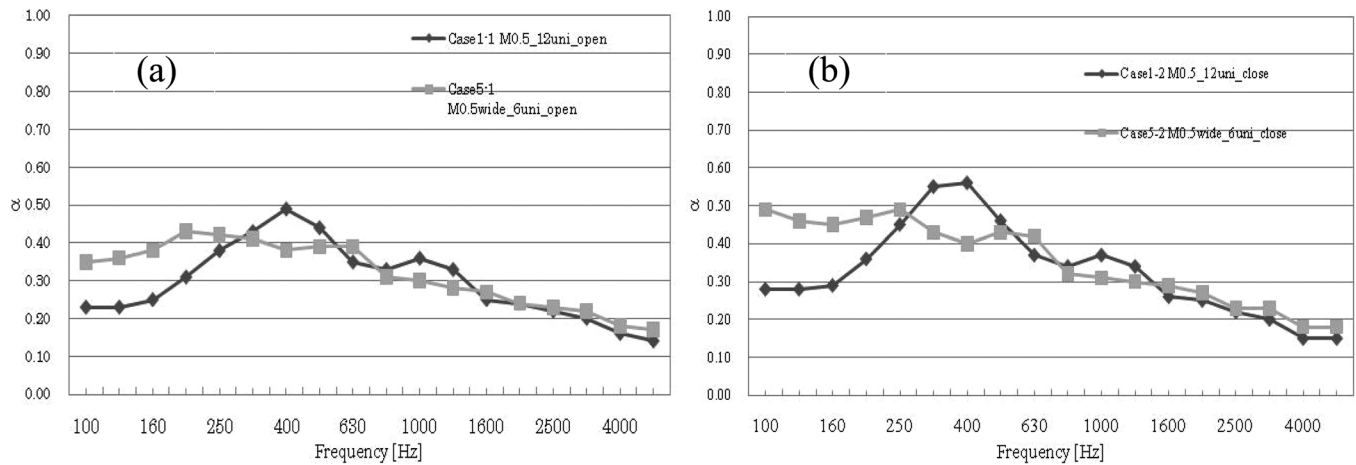 1.00
0.90
0.80
0.70
0.60
0.50
0.40
0.30
0.20
0.10
0.00
α
(a)
Case1-1 M0.5_12uni_open
Case5-1
M0.5wide_6uni_open
100 160 250 400 630 1000 1600 2500 4000
Frequency [Hz]
1.00
0.90
0.80
0.70
0.60
0.50
0.40
0.30
0.20
0.10
0.00
α
(b)
Case1-2 M0.5_12uni_close
Case5-2 M0.5wide_6uni_close
100 160 250 400 630 1000 1600 2500 4000
Frequency [Hz]